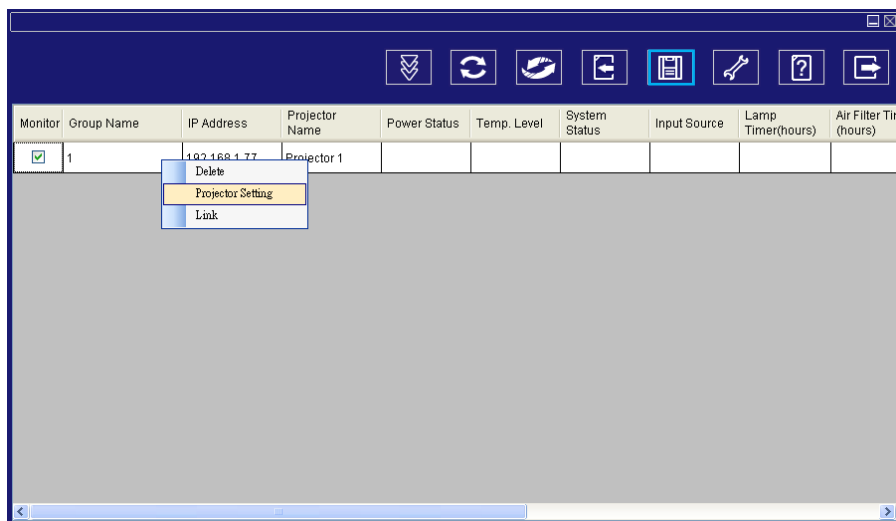 Monitor Group Name IP Address Projector Name Power Status Temp. Level System Status Input Source Lamp Timer(hours) Air Filter (hours)
1 192.168.1.77 Projector 1
Delete
Projector Setting
Link